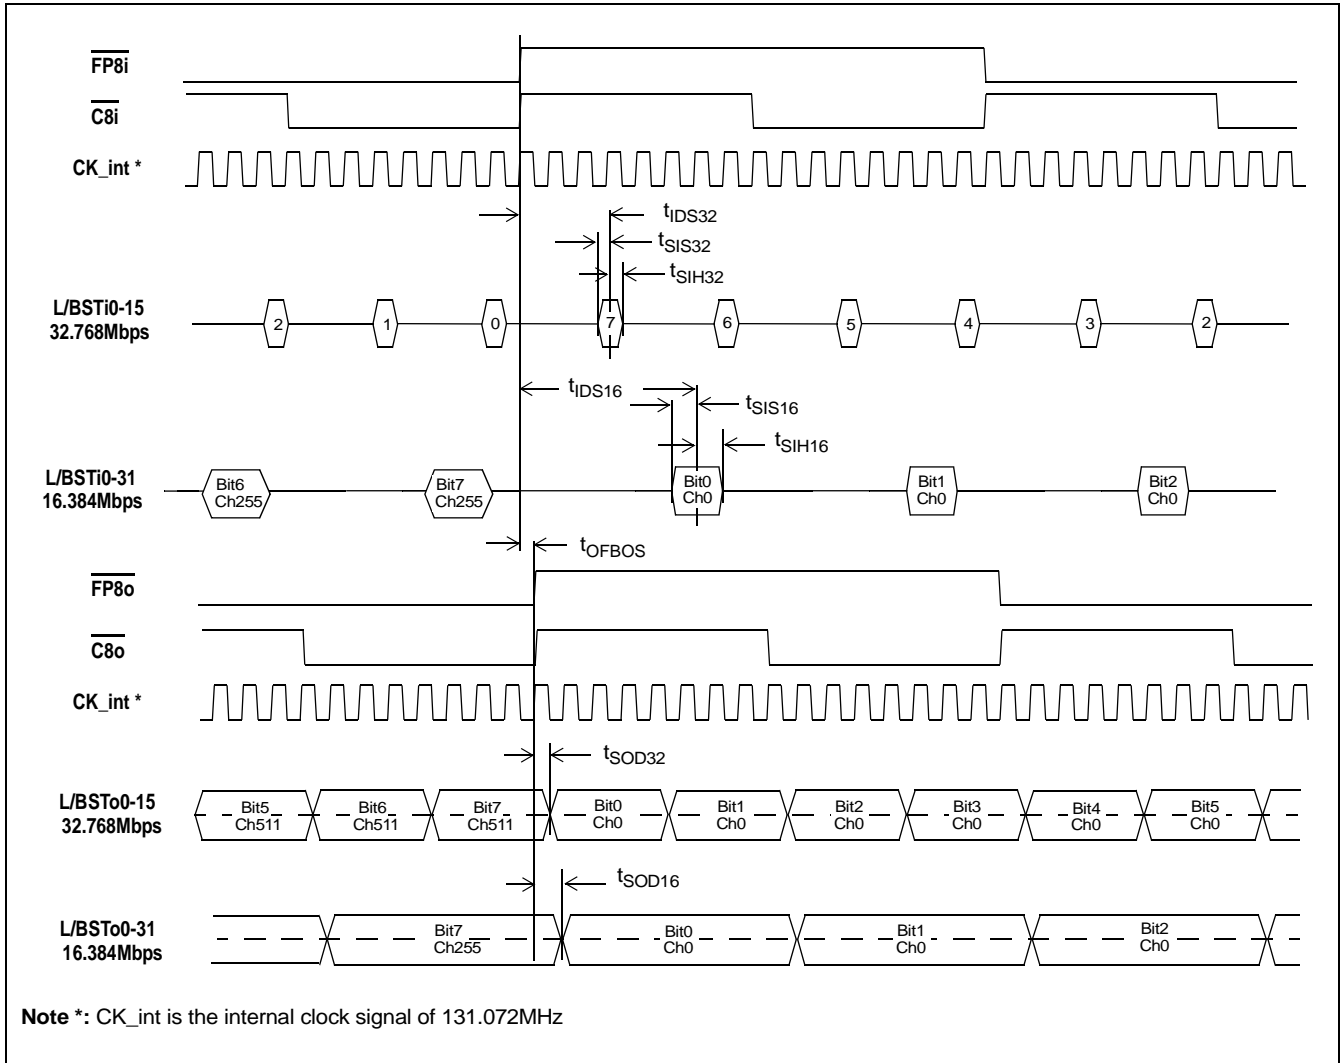 FP8i
C8i
CK_int *
tIDS32
tSIS32
tSIH32
L/BSTi0-15
32.768Mbps
2 1 0 7 6 5 4 3 2
tIDS16
tSIS16
tSIH16
L/BSTi0-31
16.384Mbps
Bit6 Bit7 Bit0 Bit1 Bit2
Ch255 Ch255 Ch0 Ch0 Ch0
tOFBOS
FP8o
C8o
CK_int *
tSOD32
L/BSTo0-15
32.768Mbps
Bit5 Bit6 Bit7 Bit0 Bit1 Bit2 Bit3 Bit4 Bit5
Ch511 Ch511 Ch511 Ch0 Ch0 Ch0 Ch0 Ch0 Ch0
tSOD16
L/BSTo0-31
16.384Mbps
Bit7 Bit0 Bit1 Bit2
Ch255 Ch0 Ch0 Ch0
Note *: CK_int is the internal clock signal of 131.072MHz